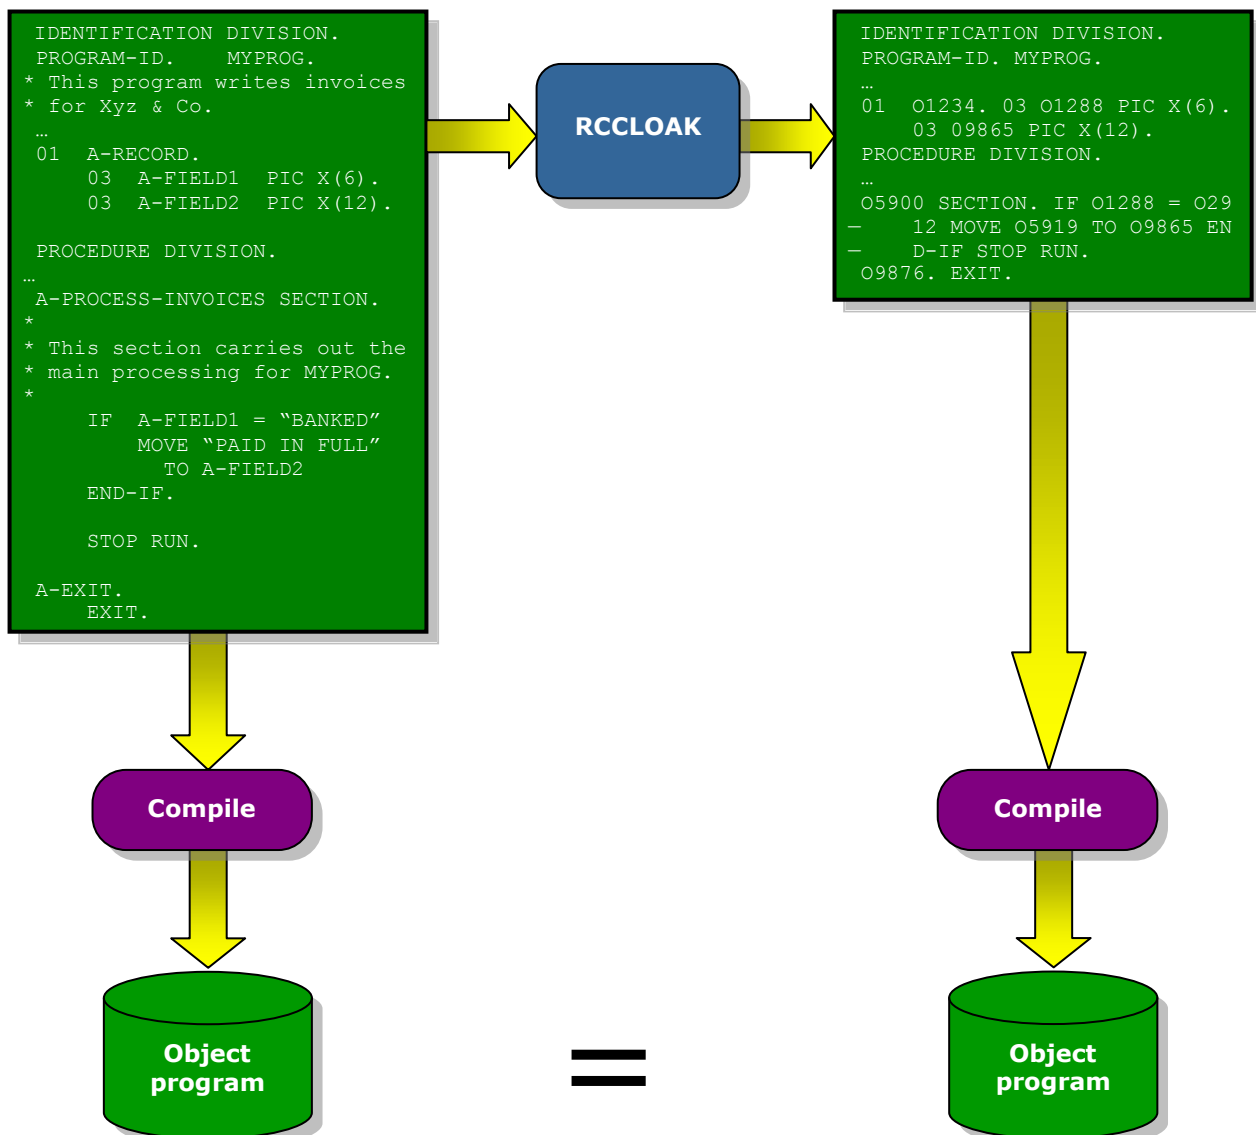 IDENTIFICATION DIVISION.
PROGRAM-ID.    MYPROG.
* This program writes invoices
* for Xyz & Co.
…
01  A-RECORD.
03  A-FIELD1  PIC X(6).
03  A-FIELD2  PIC X(12).
PROCEDURE DIVISION.
…
A-PROCESS-INVOICES SECTION.
*
* This section carries out the
* main processing for MYPROG.
*
IF  A-FIELD1 = “BANKED”
MOVE “PAID IN FULL”
TO A-FIELD2
END-IF.
STOP RUN.
A-EXIT.
EXIT.
RCCLOAK
IDENTIFICATION DIVISION.
PROGRAM-ID. MYPROG.
…
01  O1234. 03 O1288 PIC X(6).
03 09865 PIC X(12).
PROCEDURE DIVISION.
…
O5900 SECTION. IF O1288 = O29
–    12 MOVE O5919 TO O9865 EN
–    D-IF STOP RUN.
O9876. EXIT.
Compile
Compile
Object
program
=
Object
program